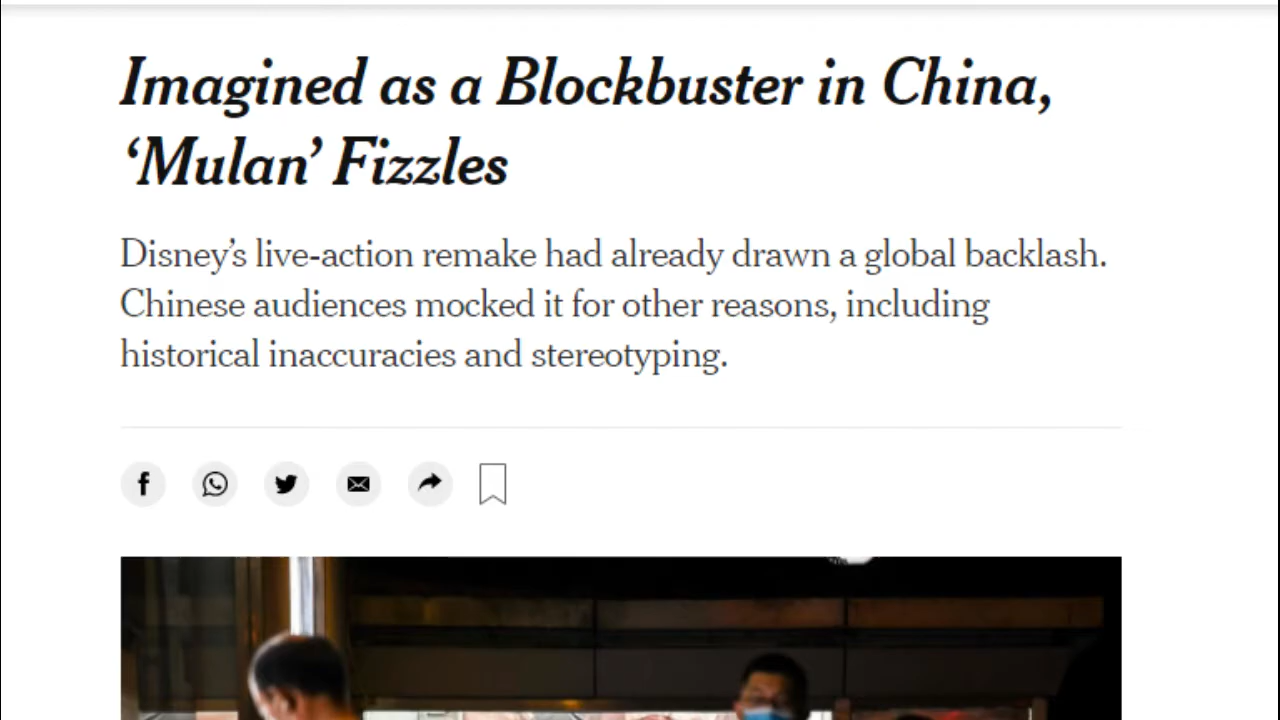 Imagined as a Blockbuster in China,
‘Mulan’ Fizzles
Disney’s live-action remake had already drawn a global backlash.
Chinese audiences mocked it for other reasons, including
historical inaccuracies and stereotyping.